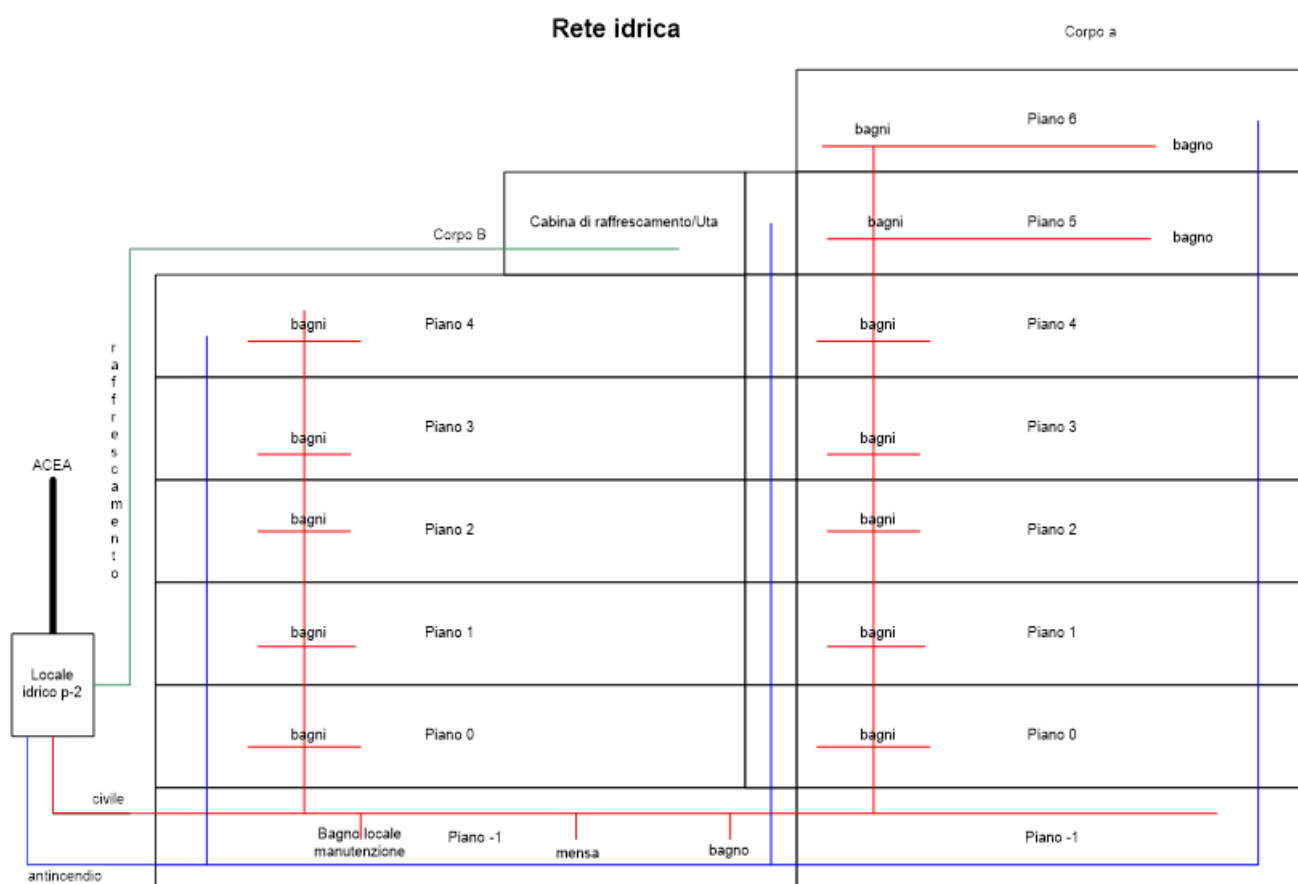 Rete idrica
Corpo a
Piano 6
bagni
bagno
Cabina di raffrescamento/Uta
Corpo B
bagni
Piano 5
bagno
bagni
Piano 4
bagni
Piano 4
raffrescamento
bagni
Piano 3
bagni
Piano 3
ACEA
bagni
Piano 2
bagni
Piano 2
bagni
Piano 1
bagni
Piano 1
Locale
idrico p-2
bagni
Piano 0
bagni
Piano 0
civile
Bagno locale
manutenzione
Piano -1
mensa
bagno
Piano -1
antincendio